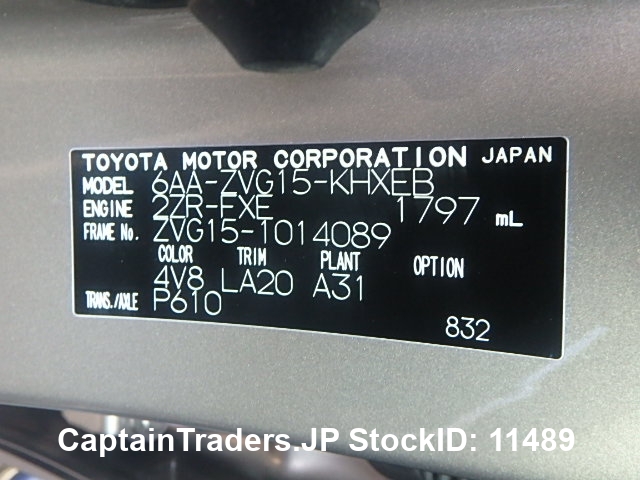 TOYOTA MOTOR CORPORATION JAPAN
MODEL 6AA-ZVG15-KHXEB
ENGINE 2ZR-FXE 1797 mL
FRAME No. ZVG15-1014089
COLOR TRIM PLANT OPTION
4V8 LA20 A31
TRANS./AXLE P610
832
CaptainTraders.JP StockID: 11489